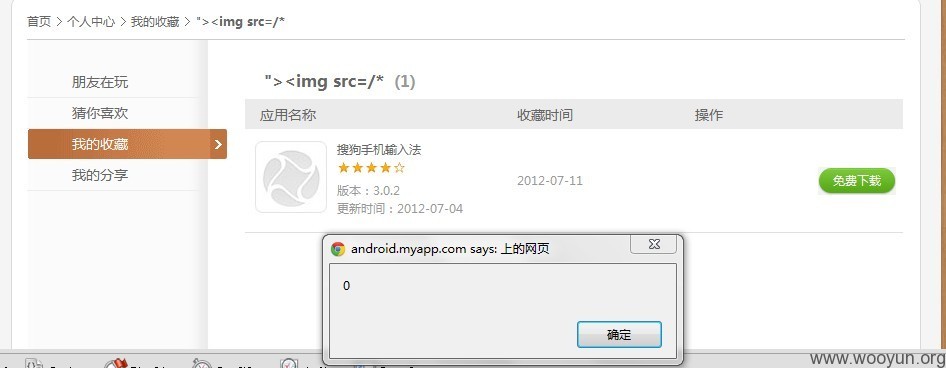 首页 > 个人中心 > 我的收藏 > "><img src=/*
朋友在玩
猜你喜欢
我的收藏
我的分享
"><img src=/* (1)
应用名称 收藏时间 操作
搜狗手机输入法
版本：3.0.2
更新时间：2012-07-04
2012-07-11
免费下载
android.myapp.com says: 上的网页
0
确定
www.wooyun.org